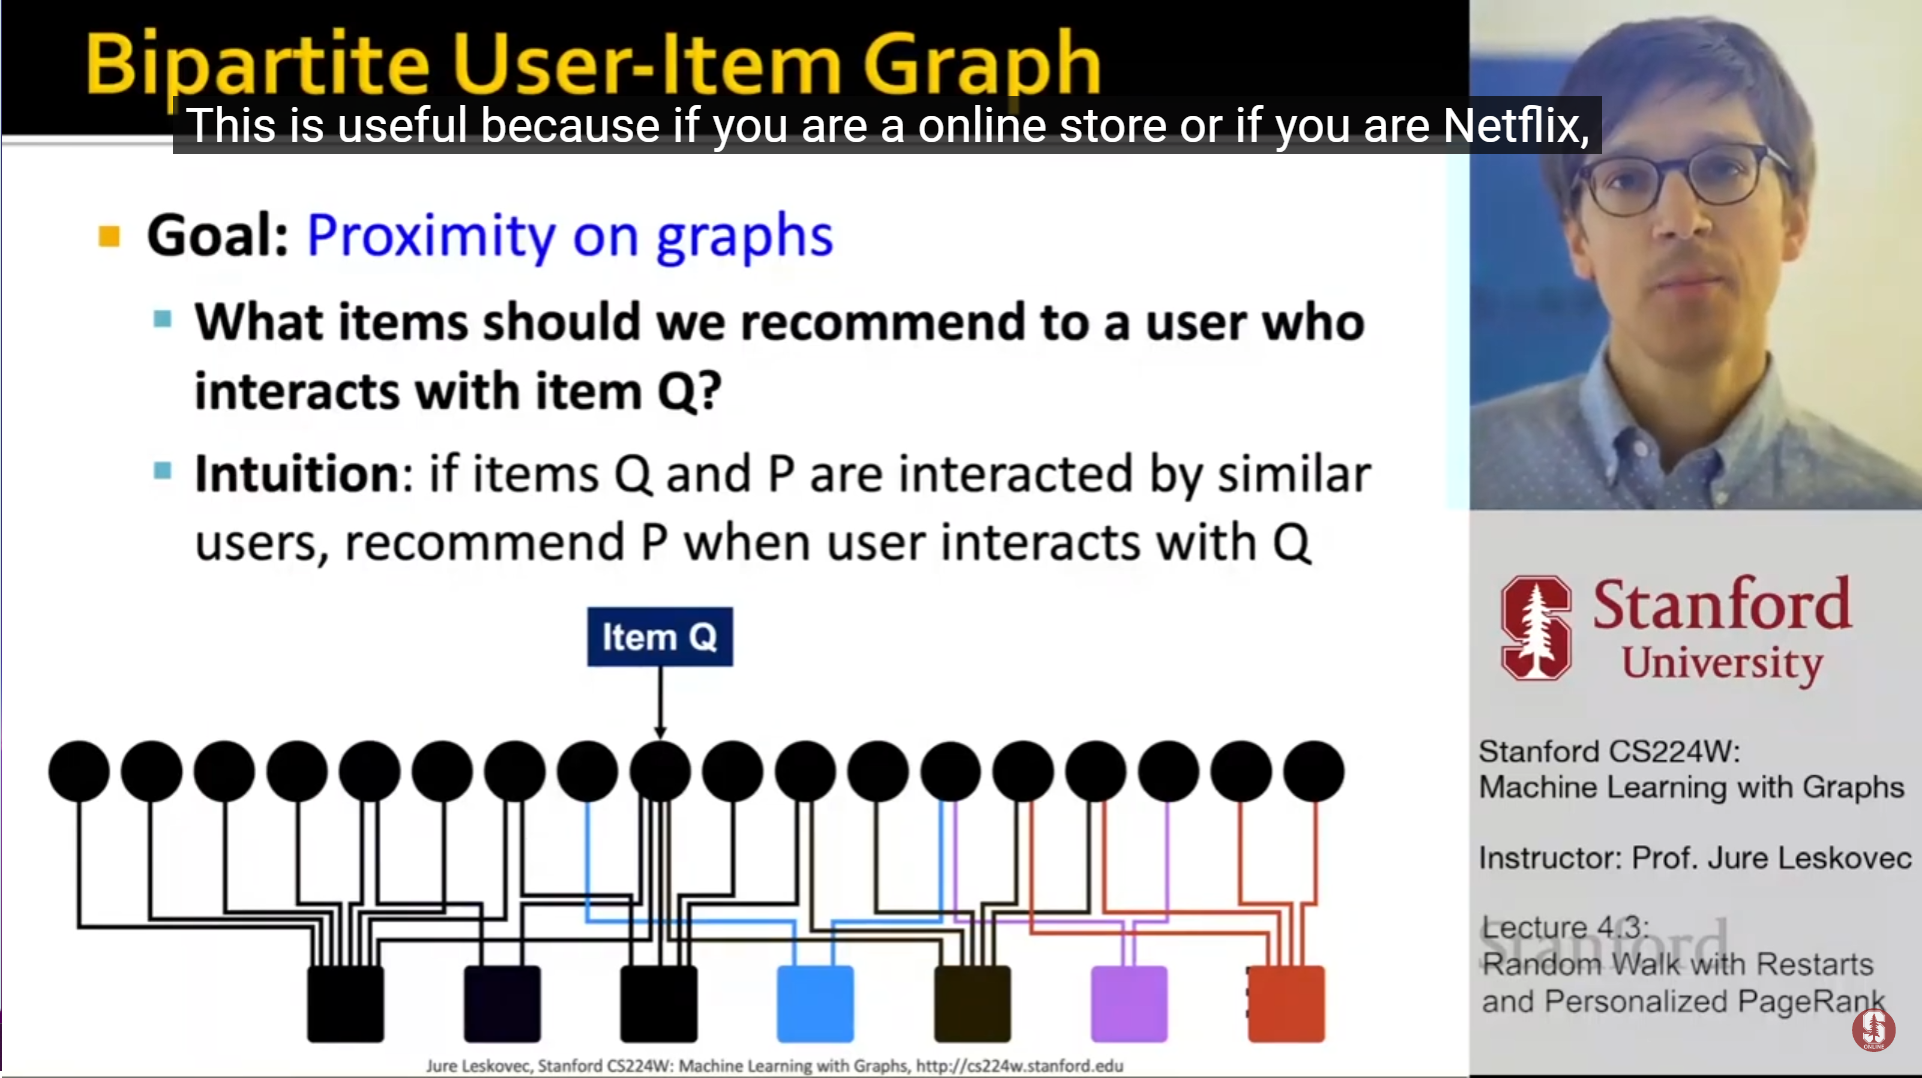 Bipartite User-Item Graph
This is useful because if you are a online store or if you are Netflix,
Goal: Proximity on graphs
What items should we recommend to a user who
interacts with item Q?
Intuition: if items Q and P are interacted by similar
users, recommend P when user interacts with Q
Item Q
Jure Leskovec, Stanford CS224W: Machine Learning with Graphs, http://cs224w.stanford.edu
Stanford
University
Stanford CS224W:
Machine Learning with Graphs
Instructor: Prof. Jure Leskovec
Stanford
Lecture 4.3:
Random Walk with Restarts
and Personalized PageRank
S
ONLINE